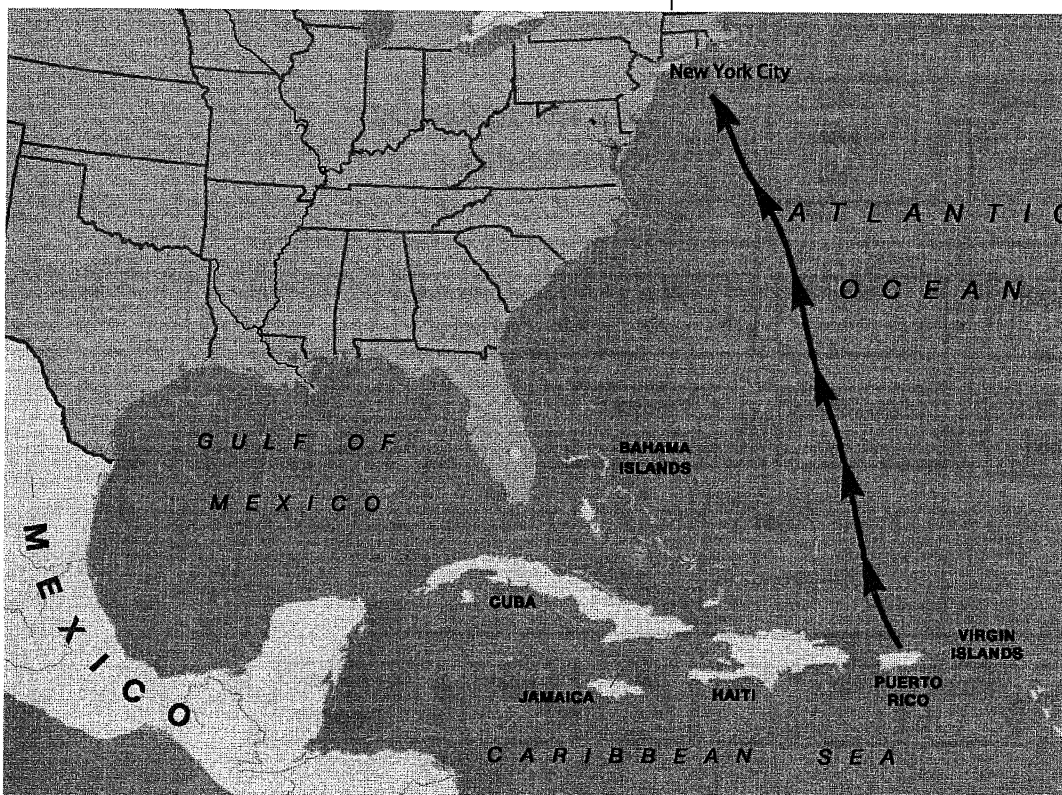 New York City
ATLANTIC
OCEAN
GULF OF
MEXICO
BAHAMA
ISLANDS
MEXICO
CUBA
VIRGIN
ISLANDS
JAMAICA
HAITI
PUERTO
RICO
CARIBBEAN SEA